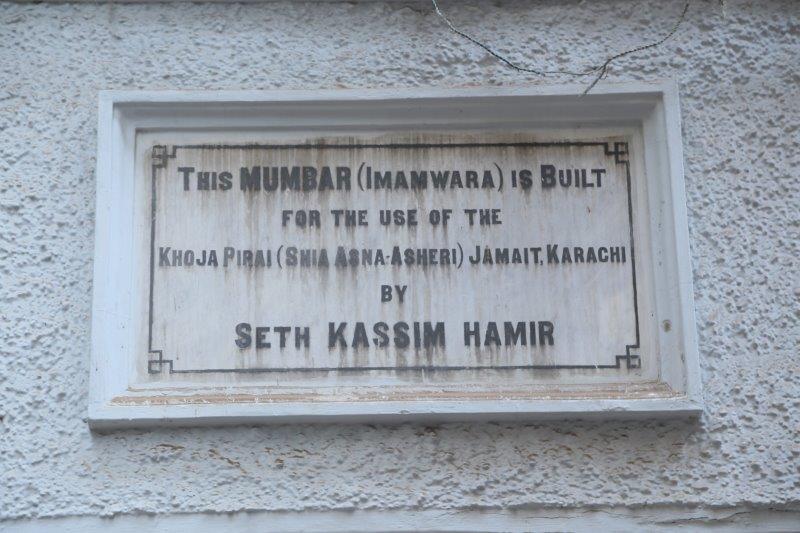 THIS MUMBAR (IMAMWARA) IS BUILT
FOR THE USE OF THE
KHOJA PIRAI (SHIA ASNA-ASHERI) JAMAIT, KARACHI
BY
SETH KASSIM HAMIR